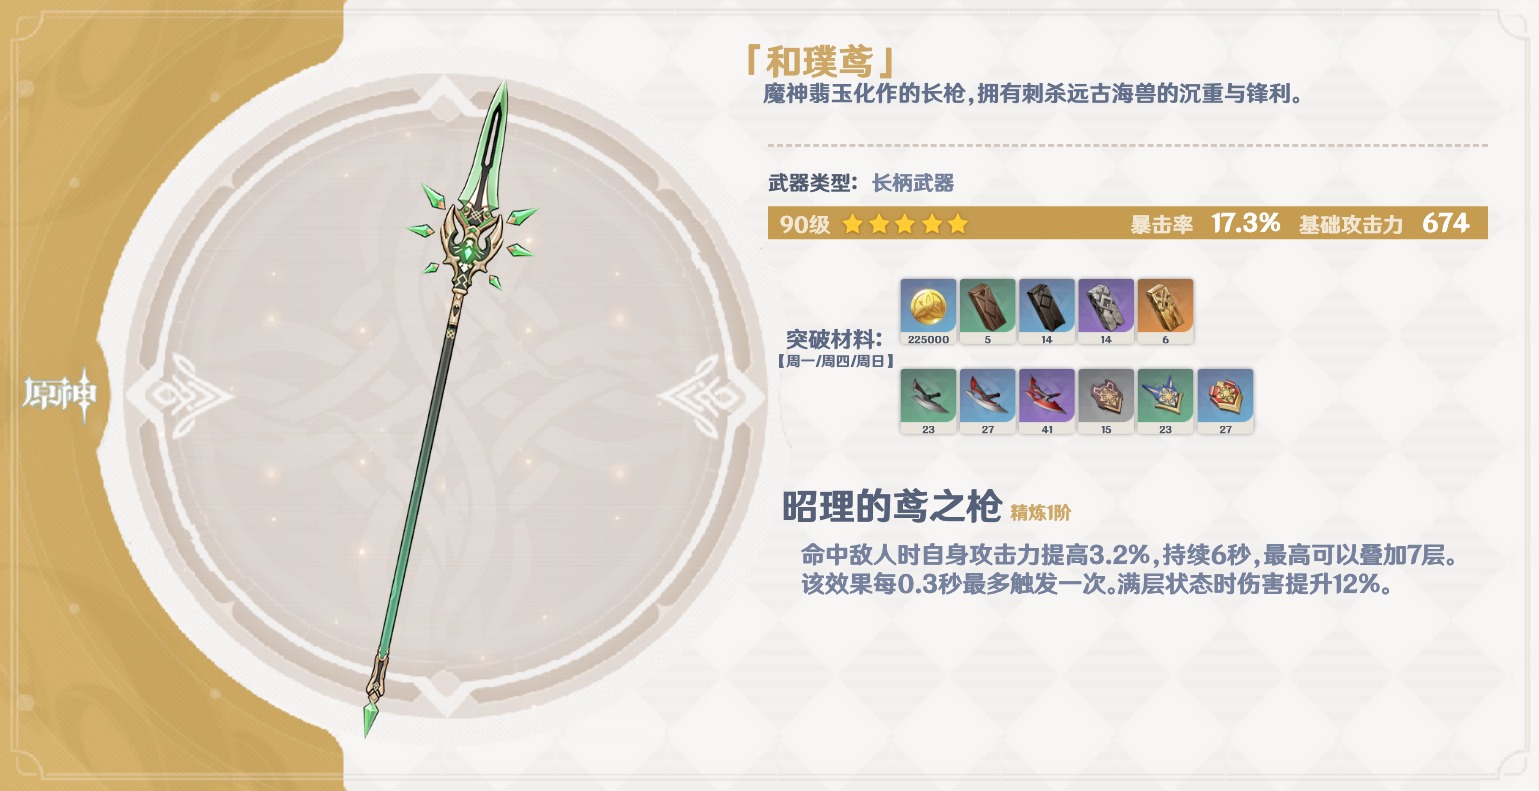 「和璞鸢」
魔神翡玉化作的长枪,拥有刺杀远古海兽的沉重与锋利。
武器类型: 长柄武器
90级 暴击率 17.3% 基础攻击力 674
225000 5 14 14 6
突破材料:
【周一/周四/周日】
原神
23 27 41 15 23 27
昭理的鸢之枪 精炼1阶
命中敌人时自身攻击力提高3.2%,持续6秒,最高可以叠加7层。
该效果每0.3秒最多触发一次。满层状态时伤害提升12%。